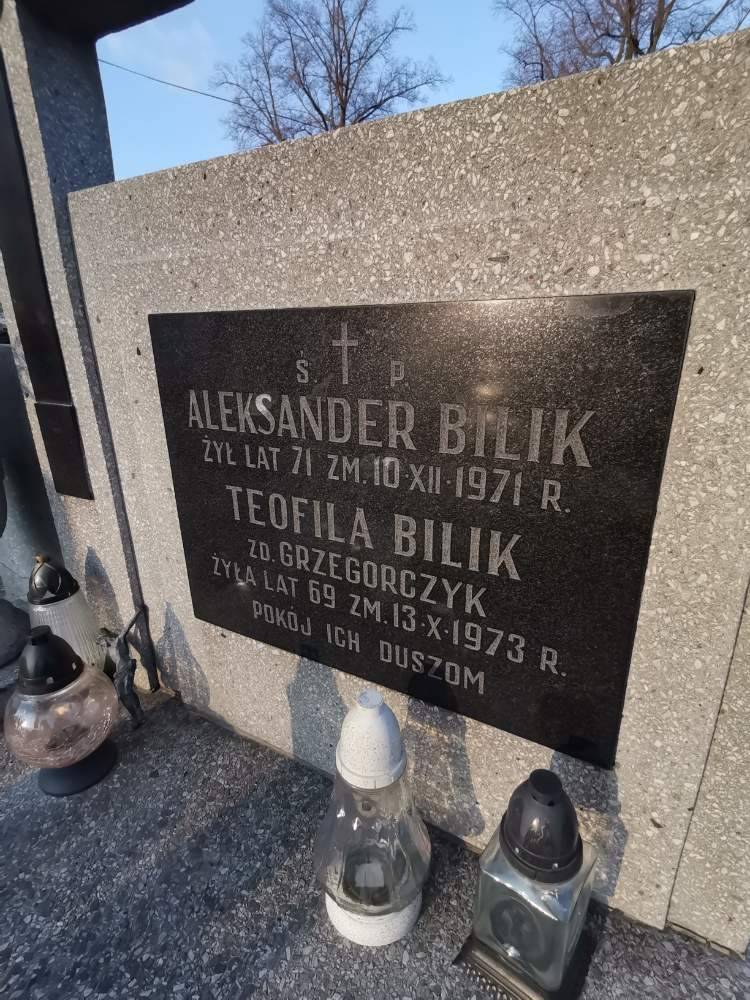 Ś. P.
ALEKSANDER BILIK
ŻYŁ LAT 71 ZM. 10·XII·1971 R.
TEOFILA BILIK
ZD. GRZEGORCZYK
ŻYŁA LAT 69 ZM. 13·X·1973 R.
POKÓJ ICH DUSZOM